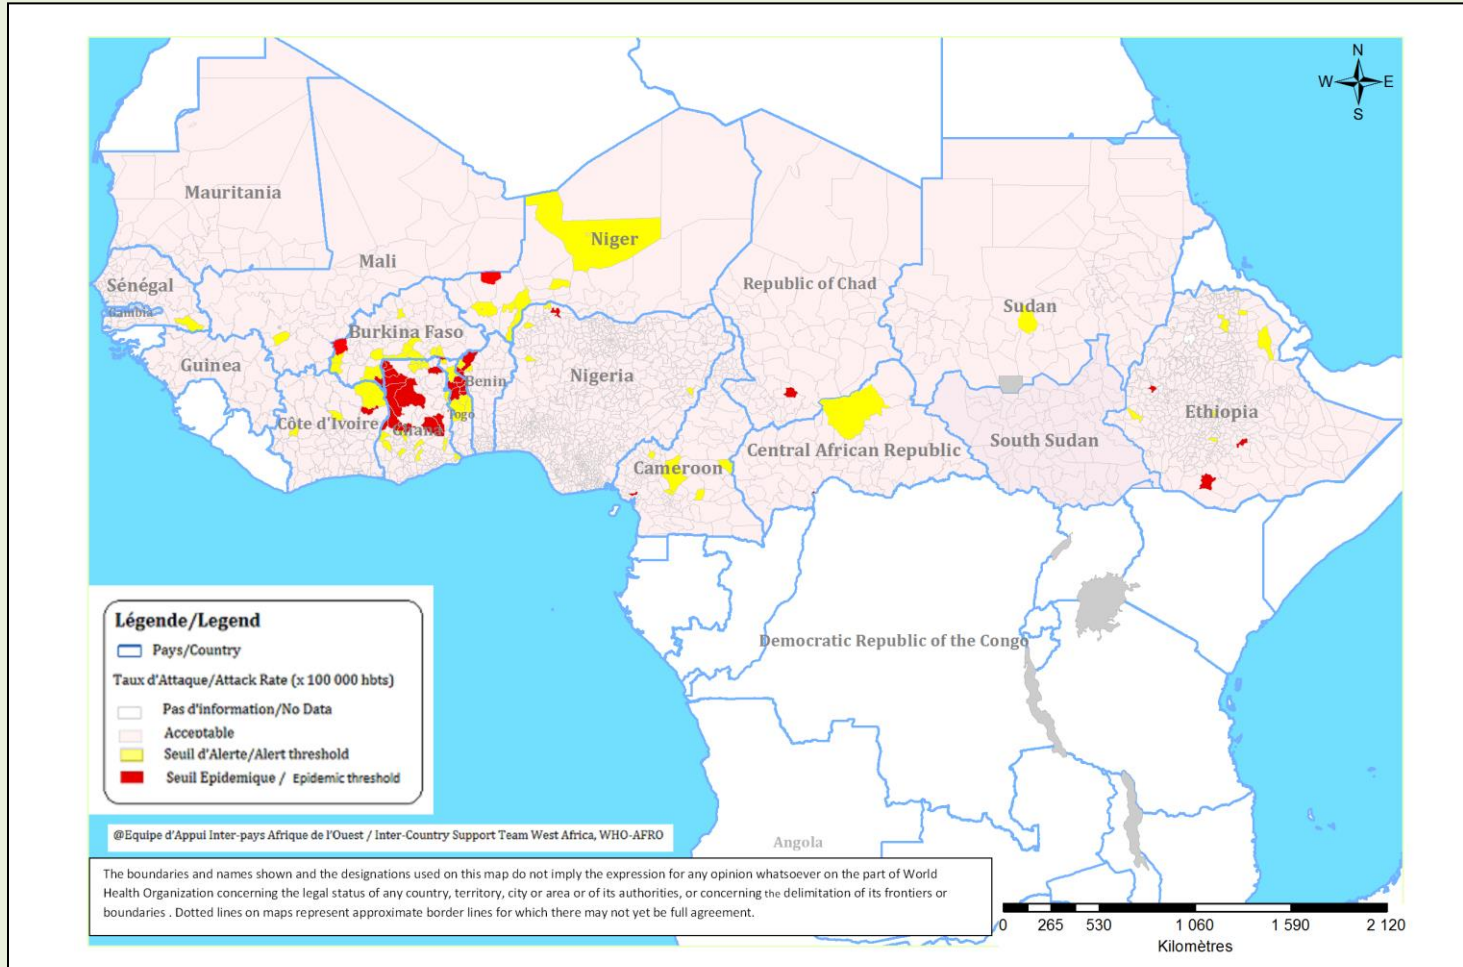 N
W E
S
Mauritania
Niger
Mali
Sénégal
Gambia
Republic of Chad
Sudan
Burkina Faso
Guinea
Nigeria
Benin
Ethiopia
Togo
Côte d'Ivoire
Ghana
South Sudan
Central African Republic
Cameroon
Democratic Republic of the Congo
Angola
Légende/Legend
Pays/Country
Taux d'Attaque/Attack Rate (x 100 000 hbts)
Pas d'information/No Data
Acceptable
Seuil d'Alerte/Alert threshold
Seuil Epidemique / Epidemic threshold
@Equipe d'Appui Inter-pays Afrique de l'Ouest / Inter-Country Support Team West Africa, WHO-AFRO
The boundaries and names shown and the designations used on this map do not imply the expression for any opinion whatsoever on the part of World
Health Organization concerning the legal status of any country, territory, city or area or of its authorities, or concerning the delimitation of its frontiers or
boundaries . Dotted lines on maps represent approximate border lines for which there may not yet be full agreement.
0 265 530 1 060 1 590 2 120
Kilomètres